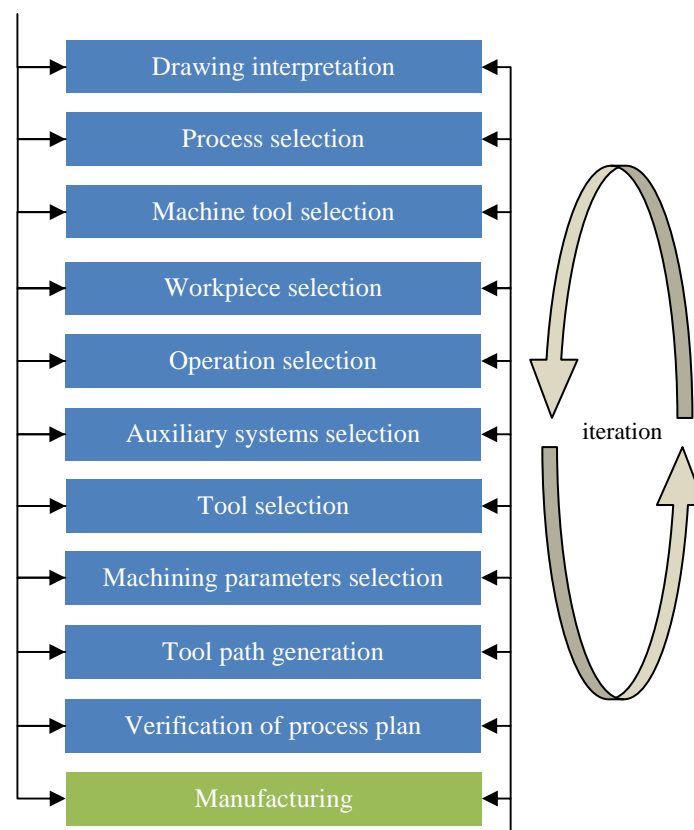 Drawing interpretation
Process selection
Machine tool selection
Workpiece selection
Operation selection
Auxiliary systems selection
iteration
Tool selection
Machining parameters selection
Tool path generation
Verification of process plan
Manufacturing